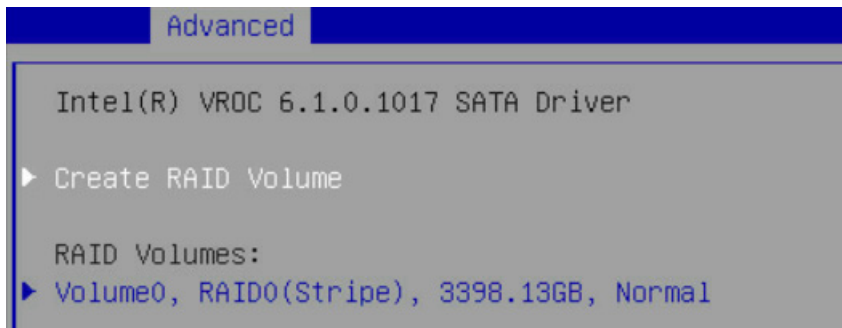 Advanced
Intel(R) VROC 6.1.0.1017 SATA Driver
Create RAID Volume
RAID Volumes:
Volume0, RAID0(Stripe), 3398.13GB, Normal